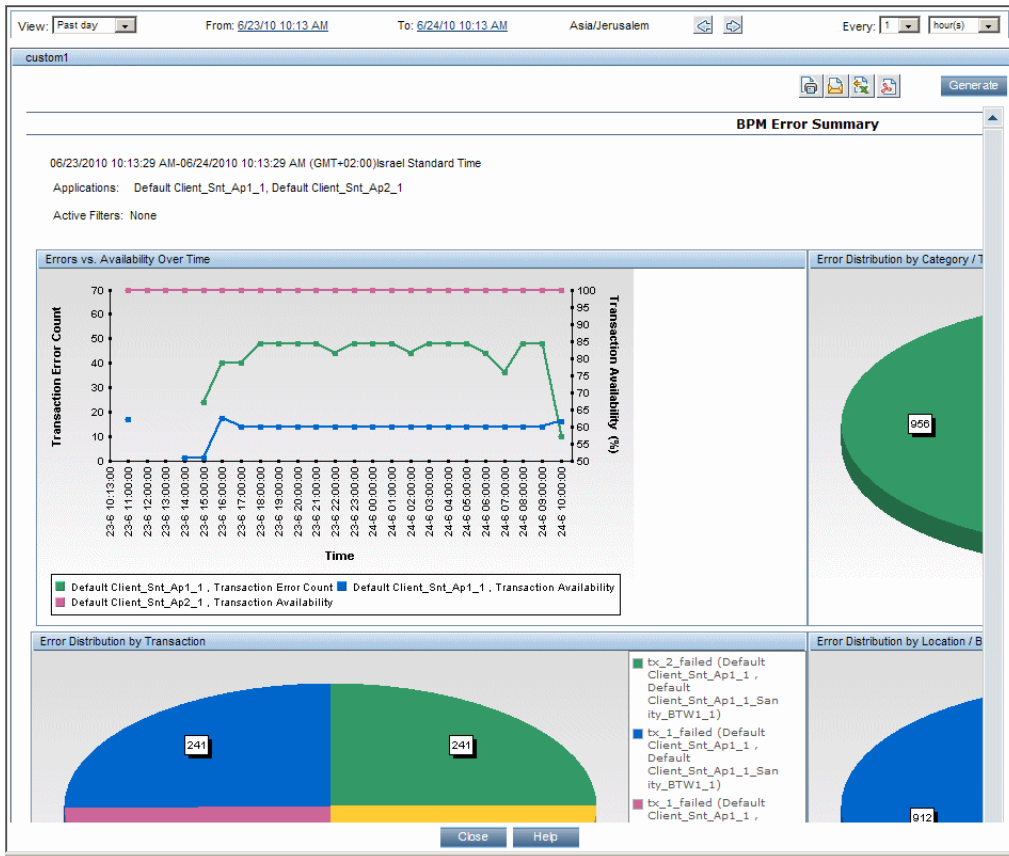 View: Past day From: 6/23/10 10:13 AM To: 6/24/10 10:13 AM Asia/Jerusalem Every: 1 hour(s)
custom1
Generate
BPM Error Summary
06/23/2010 10:13:29 AM-06/24/2010 10:13:29 AM (GMT+02:00)Israel Standard Time
Applications: Default Client_Snt_Ap1_1, Default Client_Snt_Ap2_1
Active Filters: None
Errors vs. Availability Over Time
Error Distribution by Category / T
Transaction Error Count
70
60
50
40
30
20
10
0
100
95
90
85
80
75
70
65
60
55
50
Transaction Availability (%)
23-6 10:13:00
23-6 11:00:00
23-6 12:00:00
23-6 13:00:00
23-6 14:00:00
23-6 15:00:00
23-6 16:00:00
23-6 17:00:00
23-6 18:00:00
23-6 19:00:00
23-6 20:00:00
23-6 21:00:00
23-6 22:00:00
23-6 23:00:00
24-6 00:00:00
24-6 01:00:00
24-6 02:00:00
24-6 03:00:00
24-6 04:00:00
24-6 05:00:00
24-6 06:00:00
24-6 07:00:00
24-6 08:00:00
24-6 09:00:00
24-6 10:00:00
Time
Default Client_Snt_Ap1_1 , Transaction Error Count Default Client_Snt_Ap1_1 , Transaction Availability
Default Client_Snt_Ap2_1 , Transaction Availability
956
Error Distribution by Transaction
Error Distribution by Location / B
241
241
tx_2_failed (Default
Client_Snt_Ap1_1 ,
Default
Client_Snt_Ap1_1_San
ity_BTW1_1)
tx_1_failed (Default
Client_Snt_Ap1_1 ,
Default
Client_Snt_Ap1_1_San
ity_BTW1_1)
tx_1_failed (Default
Client_Snt_Ap1_1 ,
912
Close Help